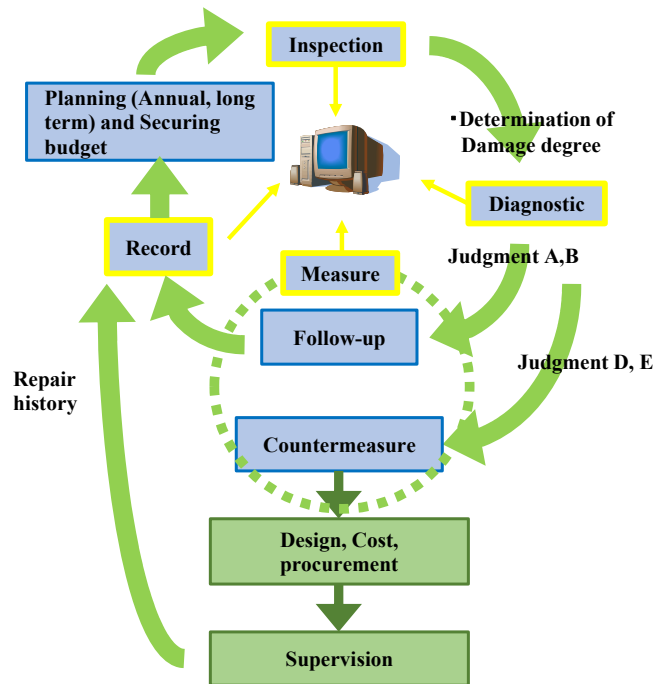 Inspection
Planning (Annual, long
term) and Securing
budget
・Determination of
Damage degree
Diagnostic
Record
Judgment A,B
Measure
Follow-up
Judgment D, E
Repair
history
Countermeasure
Design, Cost,
procurement
Supervision